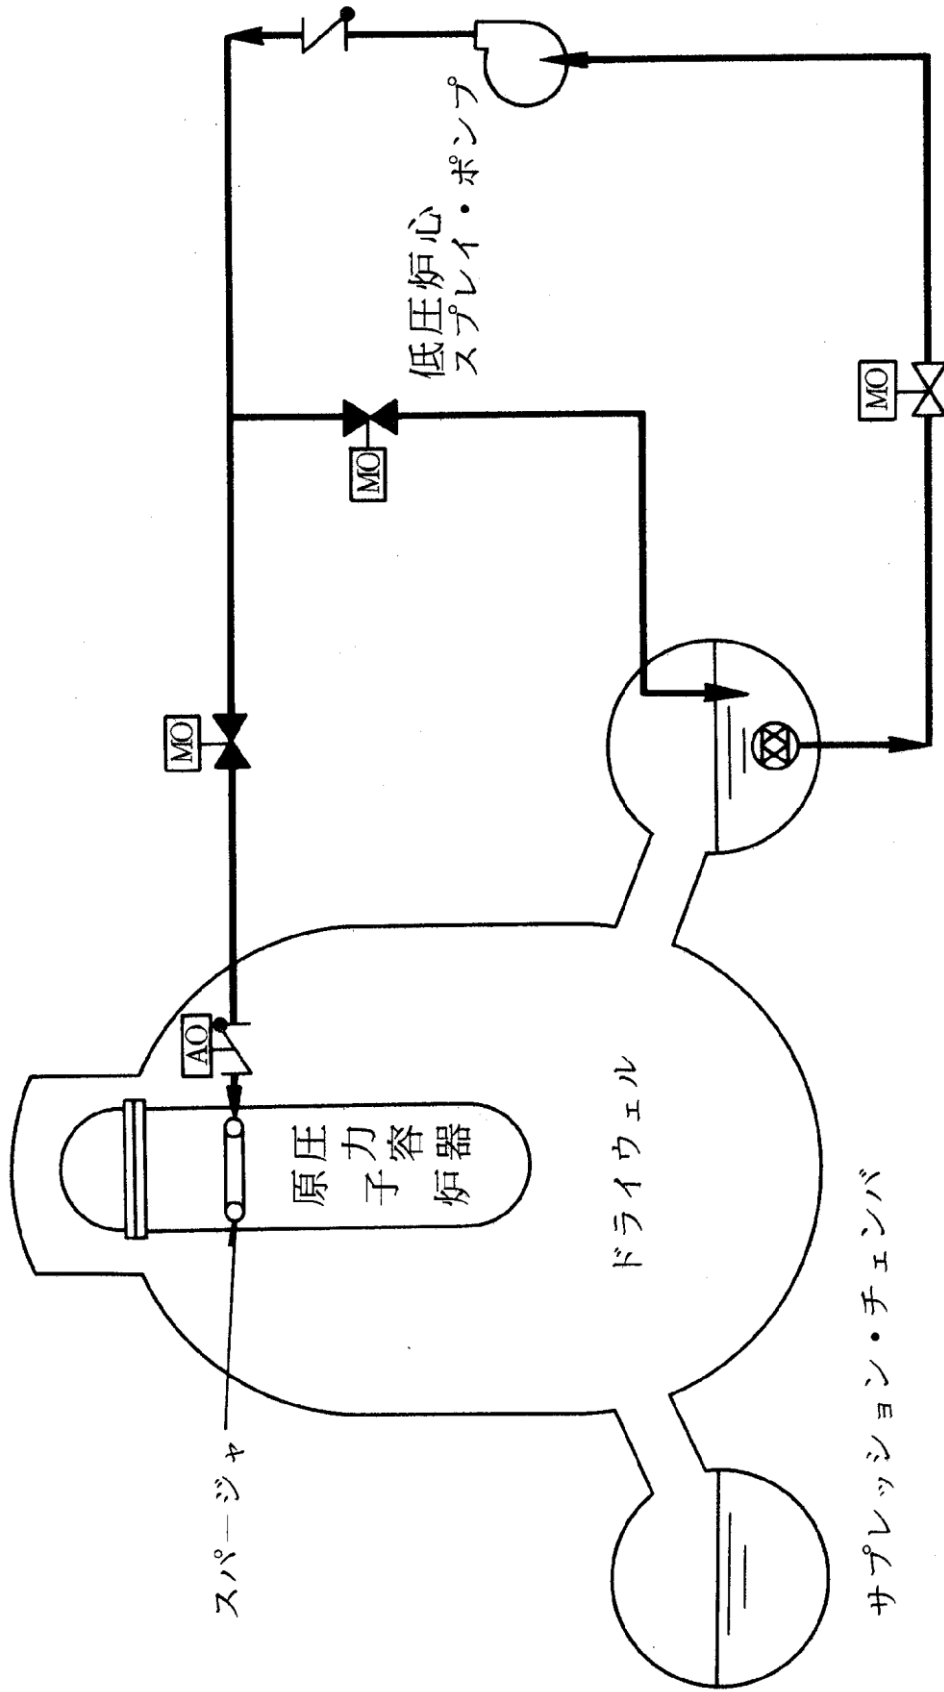 スパージャ
AO
MO
MO
MO
原子炉
圧力容器
低圧炉心
スプレイ・ポンプ
ドライウェル
サプレッション・チェンバ